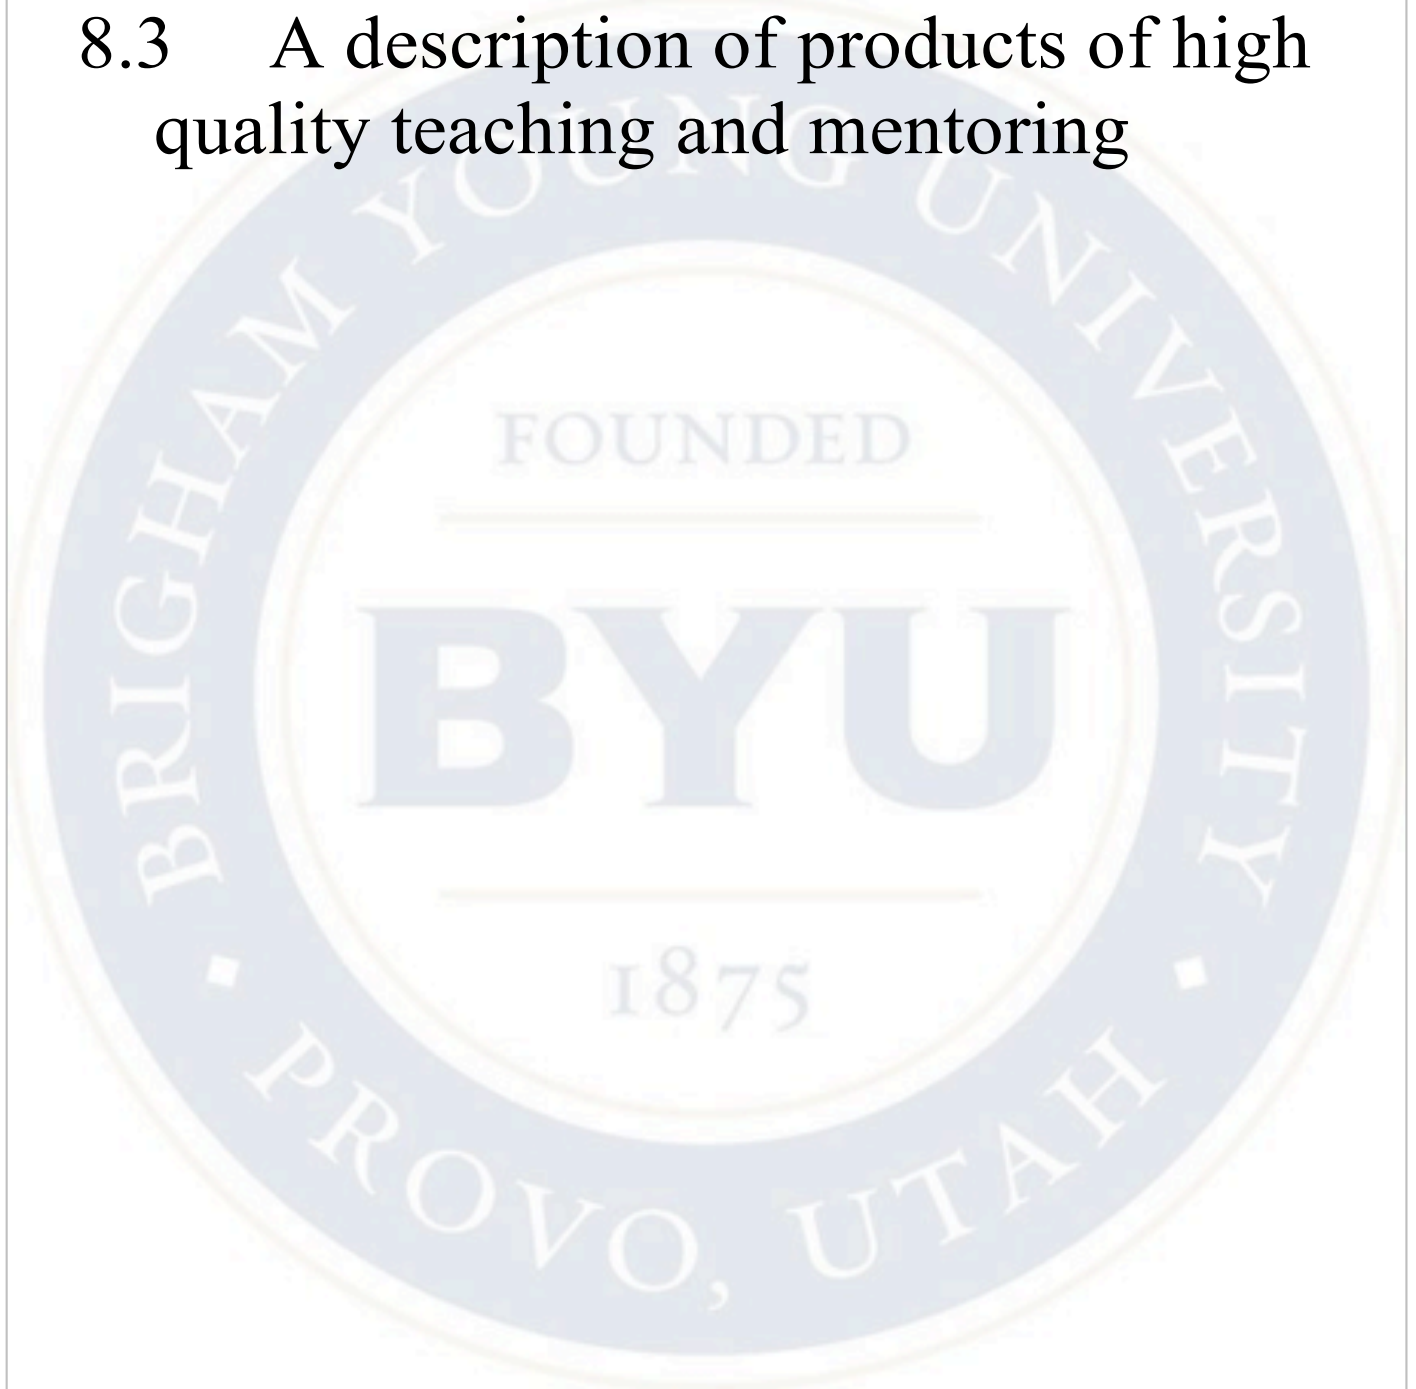 8.3 A description of products of high
quality teaching and mentoring
BRIGHAM YOUNG UNIVERSITY
FOUNDED
BYU
1875
PROVO, UTAH